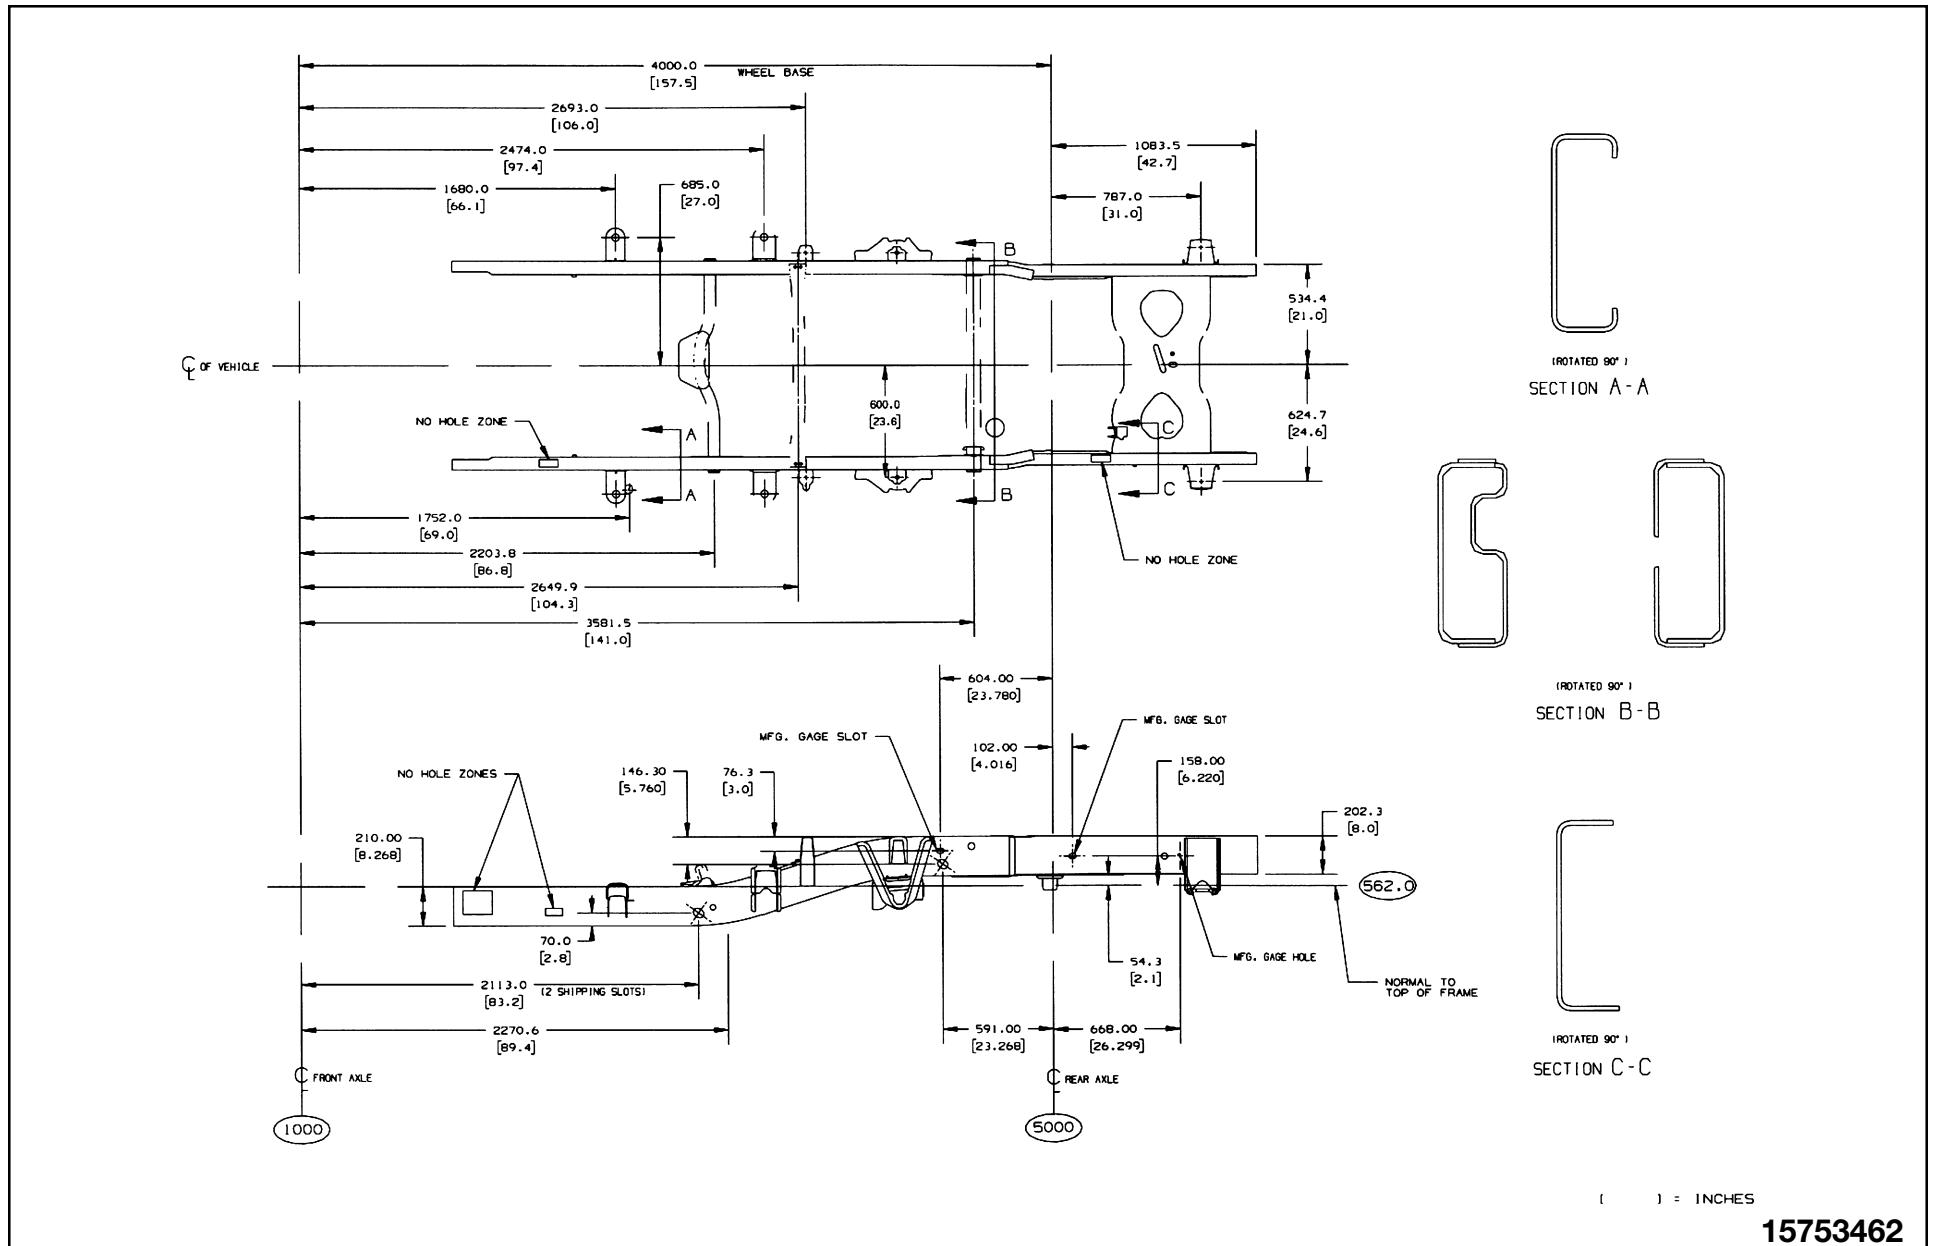 4000.0
[157.5]
WHEEL BASE
2693.0
[106.0]
2474.0
[97.4]
1083.5
[42.7]
1680.0
[66.1]
685.0
[27.0]
787.0
[31.0]
B
534.4
[21.0]
(ROTATED 90° )
SECTION A-A
℄ OF VEHICLE
600.0
[23.6]
NO HOLE ZONE
A
C
624.7
[24.6]
A
B
C
1752.0
[69.0]
2203.8
[86.8]
NO HOLE ZONE
2649.9
[104.3]
3581.5
[141.0]
604.00
[23.780]
(ROTATED 90° )
SECTION B-B
MFG. GAGE SLOT
MFG. GAGE SLOT
102.00
[4.016]
158.00
[6.220]
NO HOLE ZONES
146.30
[5.760]
76.3
[3.0]
202.3
[8.0]
210.00
[8.268]
562.0
70.0
[2.8]
54.3
[2.1]
MFG. GAGE HOLE
2113.0
[83.2]
(2 SHIPPING SLOTS)
NORMAL TO
TOP OF FRAME
2270.6
[89.4]
591.00
[23.268]
668.00
[26.299]
(ROTATED 90° )
SECTION C-C
℄ FRONT AXLE
℄ REAR AXLE
1000
5000
[ ] = INCHES
15753462